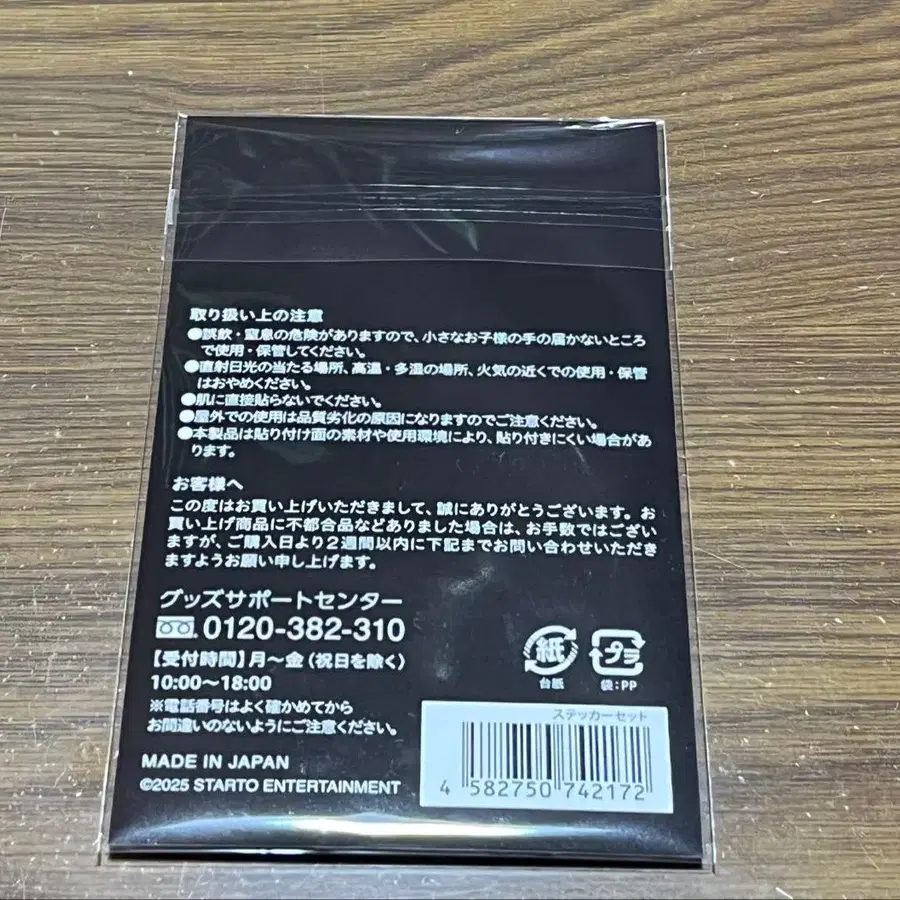 取り扱い上の注意
●誤飲・窒息の危険がありますので、小さなお子様の手の届かないところ
で使用・保管してください。
●直射日光の当たる場所、高温・多湿の場所、火気の近くでの使用・保管
はおやめください。
●肌に直接貼らないでください。
●屋外での使用は品質劣化の原因になりますのでご注意ください。
●本製品は貼り付け面の素材や使用環境により、貼り付きにくい場合があ
ります。
お客様へ
この度はお買い上げいただきまして、誠にありがとうございます。お
買い上げ商品に不都合品などありました場合は、お手数ではござい
ますが、ご購入日より2週間以内に下記までお問い合わせいただき
ますようお願い申し上げます。
グッズサポートセンター
0120-382-310
【受付時間】月～金（祝日を除く）
10:00～18:00
※電話番号はよく確かめてから
お間違いのないようにご注意ください。
MADE IN JAPAN
©2025 STARTO ENTERTAINMENT
紙
台紙
プラ
袋:PP
ステッカーセット
4 582750 742172